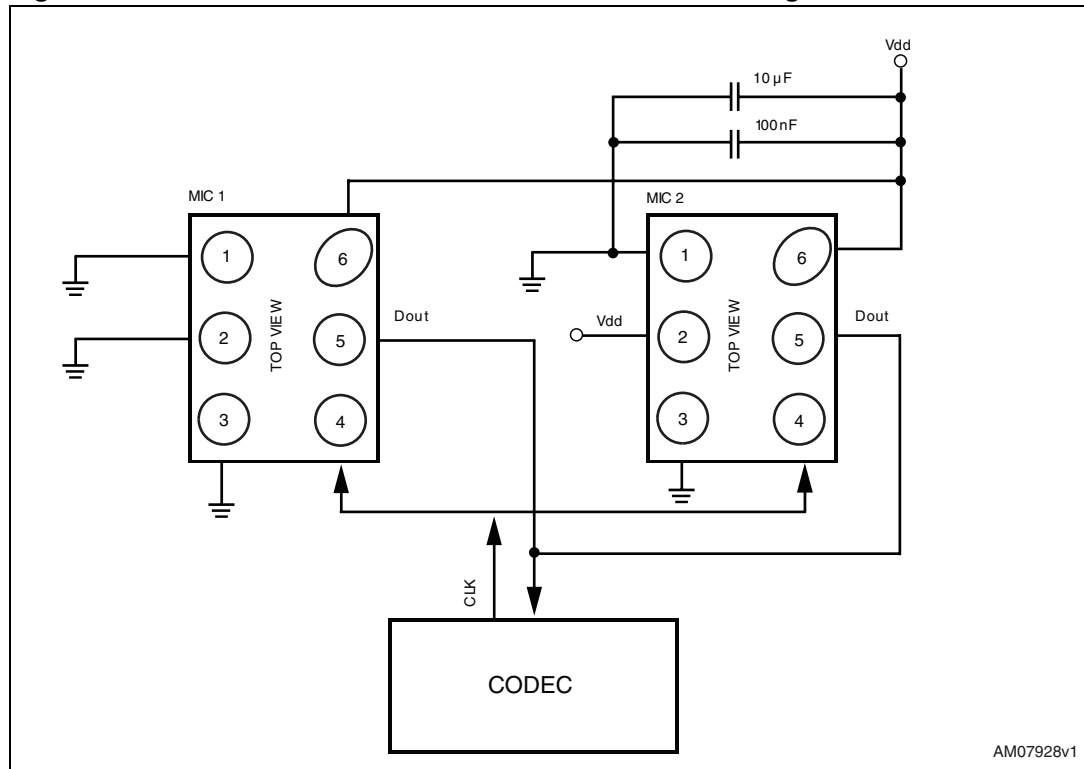 Vdd
10 µF
100nF
MIC 1
MIC 2
1
6
1
6
TOP VIEW
TOP VIEW
Dout
Vdd
Dout
2
5
2
5
3
4
3
4
CLK
CODEC
AM07928v1